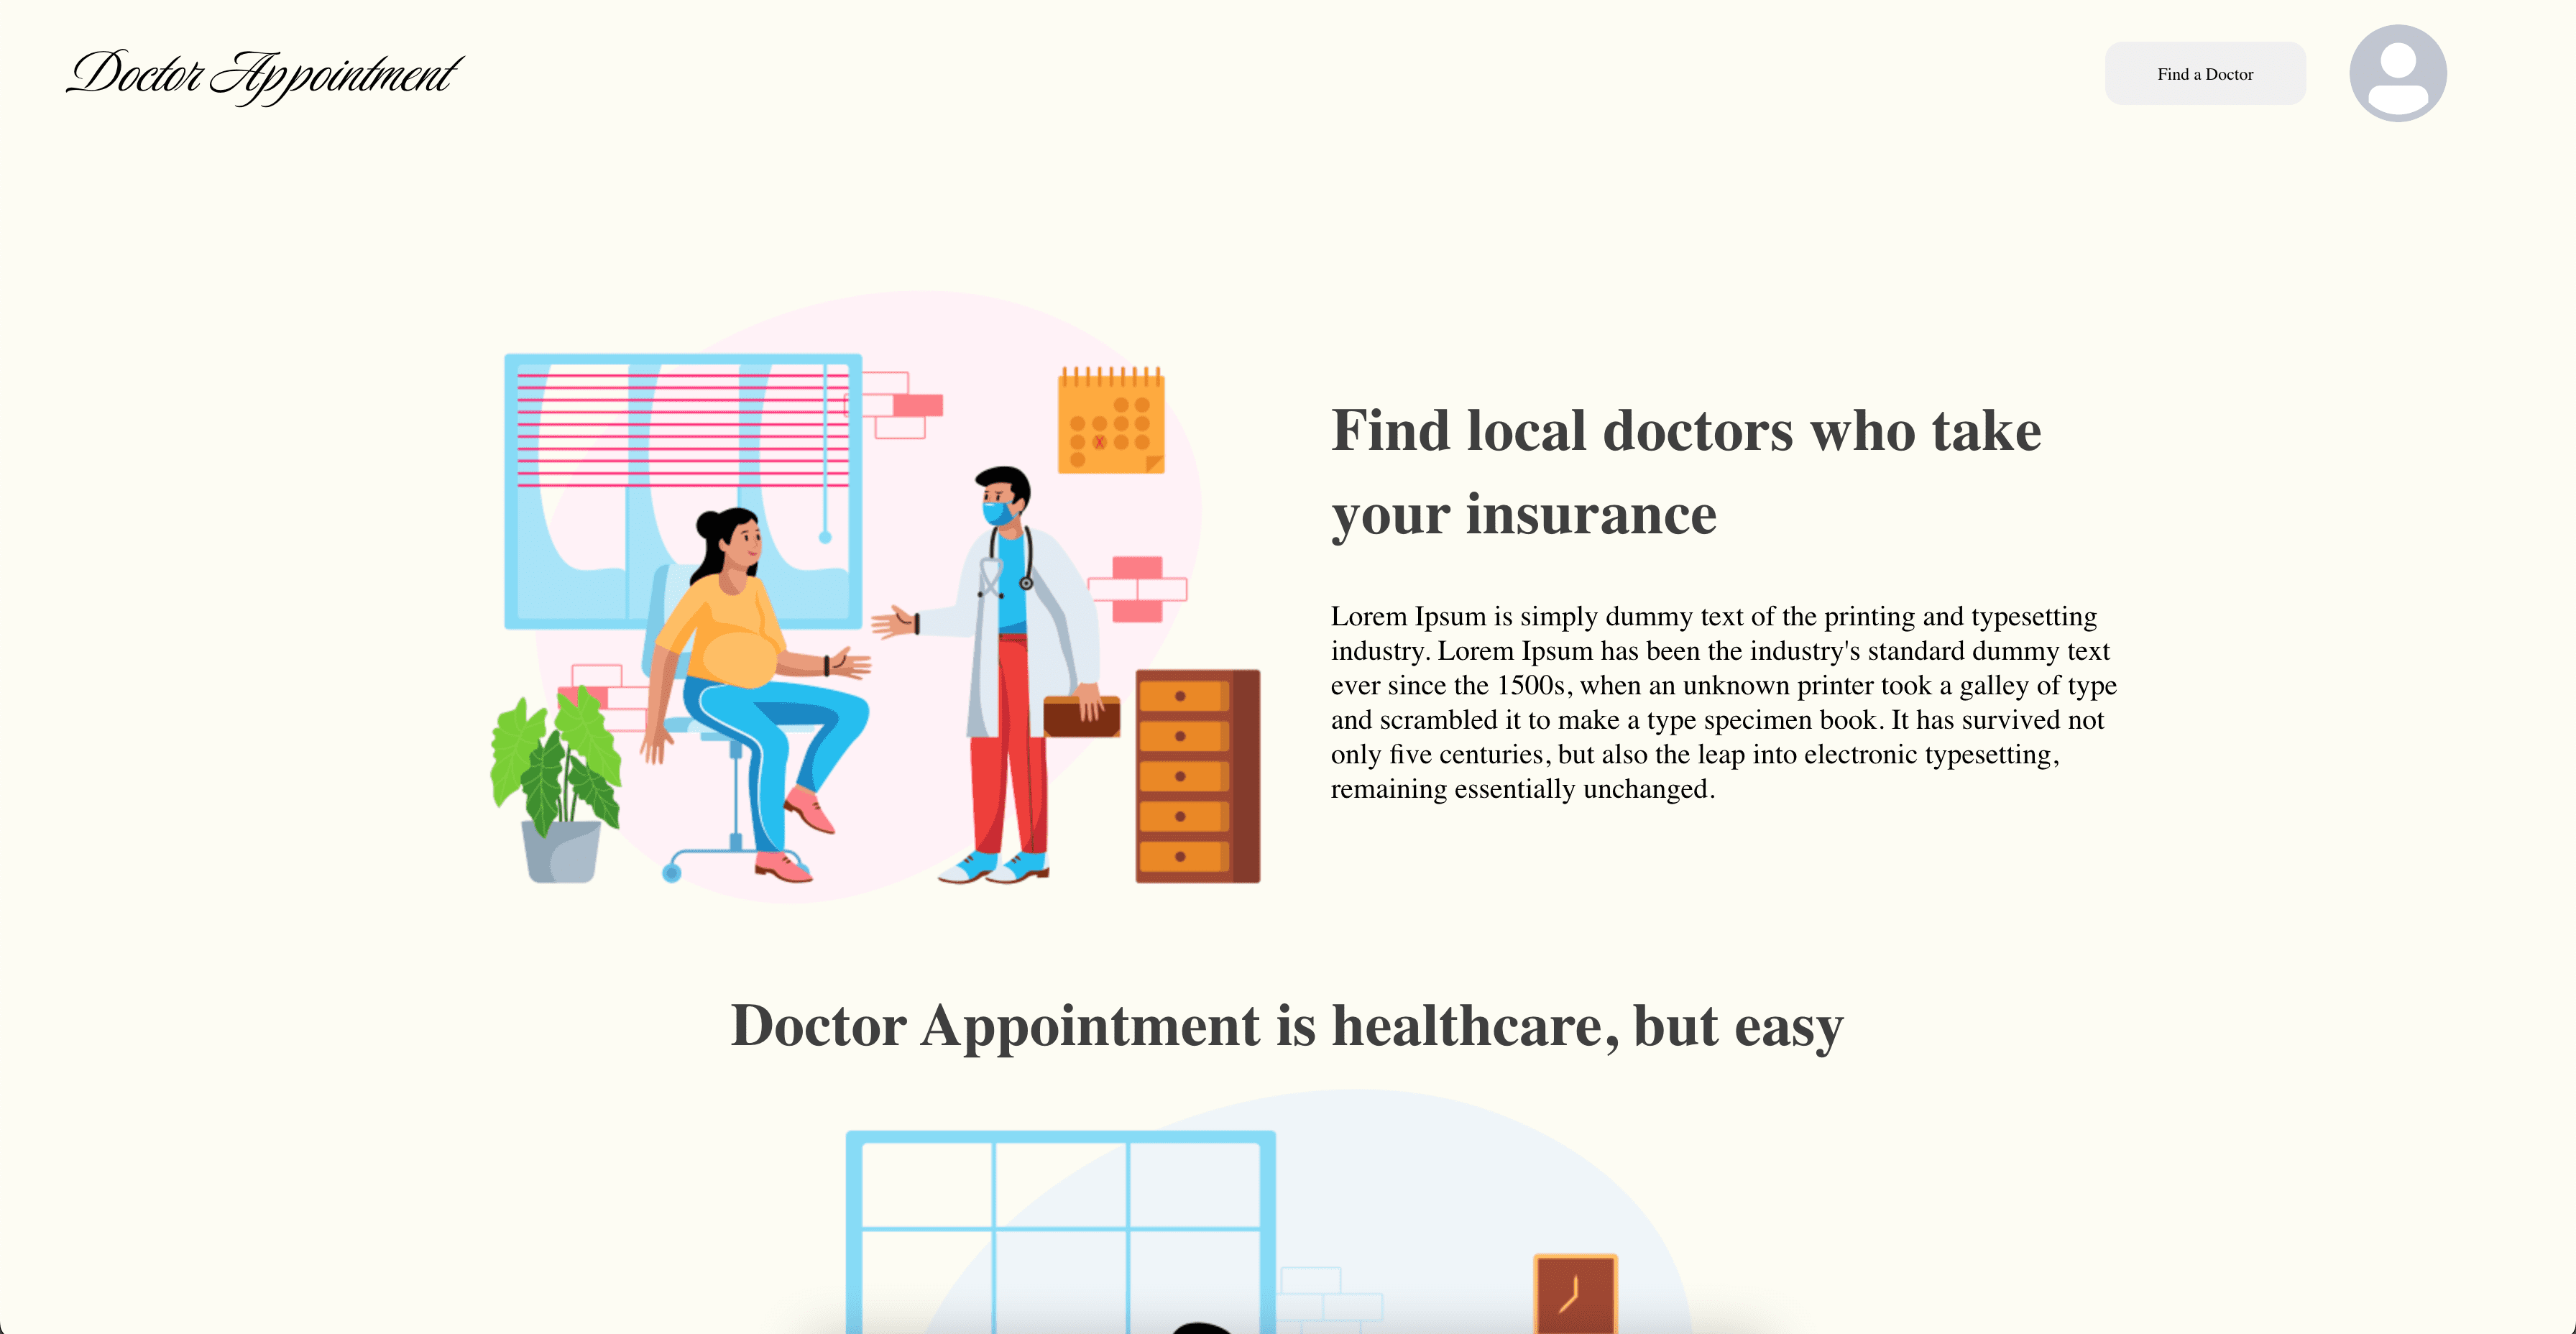 Doctor Appointment
Find a Doctor
Find local doctors who take
your insurance
Lorem Ipsum is simply dummy text of the printing and typesetting
industry. Lorem Ipsum has been the industry's standard dummy text
ever since the 1500s, when an unknown printer took a galley of type
and scrambled it to make a type specimen book. It has survived not
only five centuries, but also the leap into electronic typesetting,
remaining essentially unchanged.
Doctor Appointment is healthcare, but easy